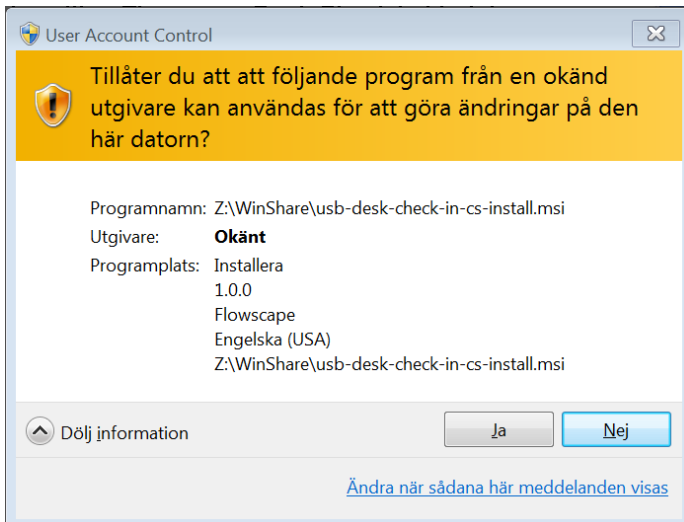 User Account Control
Tillåter du att att följande program från en okänd
utgivare kan användas för att göra ändringar på den
här datorn?
Programnamn: Z:\WinShare\usb-desk-check-in-cs-install.msi
Utgivare: Okänt
Programplats: Installera
1.0.0
Flowscape
Engelska (USA)
Z:\WinShare\usb-desk-check-in-cs-install.msi
Dölj information
Ja
Nej
Ändra när sådana här meddelanden visas